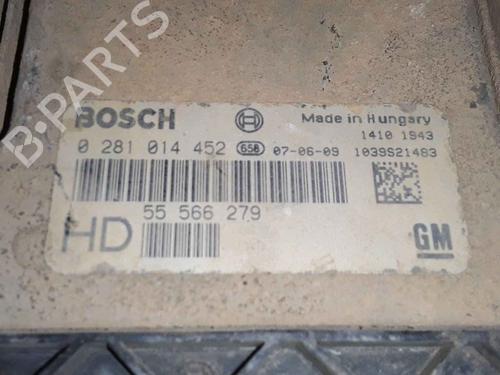 B-PARTS
BOSCH
Made in Hungary
1410 1943
0 281 014 452 658 07-06-09 1039S21483
55 566 279
HD
GM